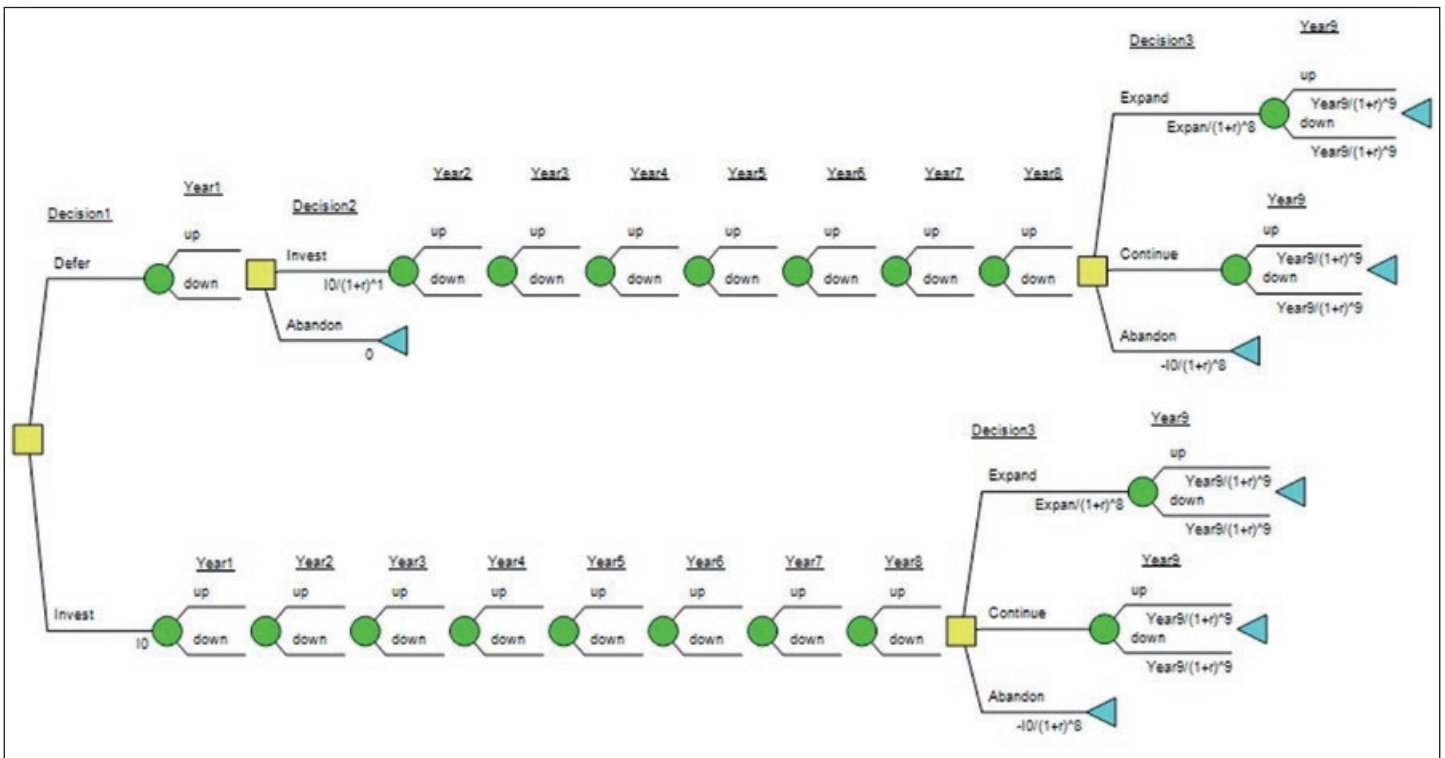 Year9
Decision3
up
Expand
Year9/(1+r)^9
Expan/(1+r)^8
down
Year9/(1+r)^9
Year2
Year3
Year4
Year5
Year6
Year7
Year8
Year1
Decision2
Year9
Decision1
up
up
up
up
up
up
up
up
up
Defer
Invest
Continue
Year9/(1+r)^9
down
down
down
down
down
down
down
down
down
I0/(1+r)^1
Year9/(1+r)^9
Abandon
0
Abandon
-I0/(1+r)^8
Year9
Decision3
up
Expand
Year9/(1+r)^9
Expan/(1+r)^8
down
Year9/(1+r)^9
Year1
Year2
Year3
Year4
Year5
Year6
Year7
Year8
Year9
up
up
up
up
up
up
up
up
up
Invest
Continue
Year9/(1+r)^9
I0
down
down
down
down
down
down
down
down
down
Year9/(1+r)^9
Abandon
-I0/(1+r)^8